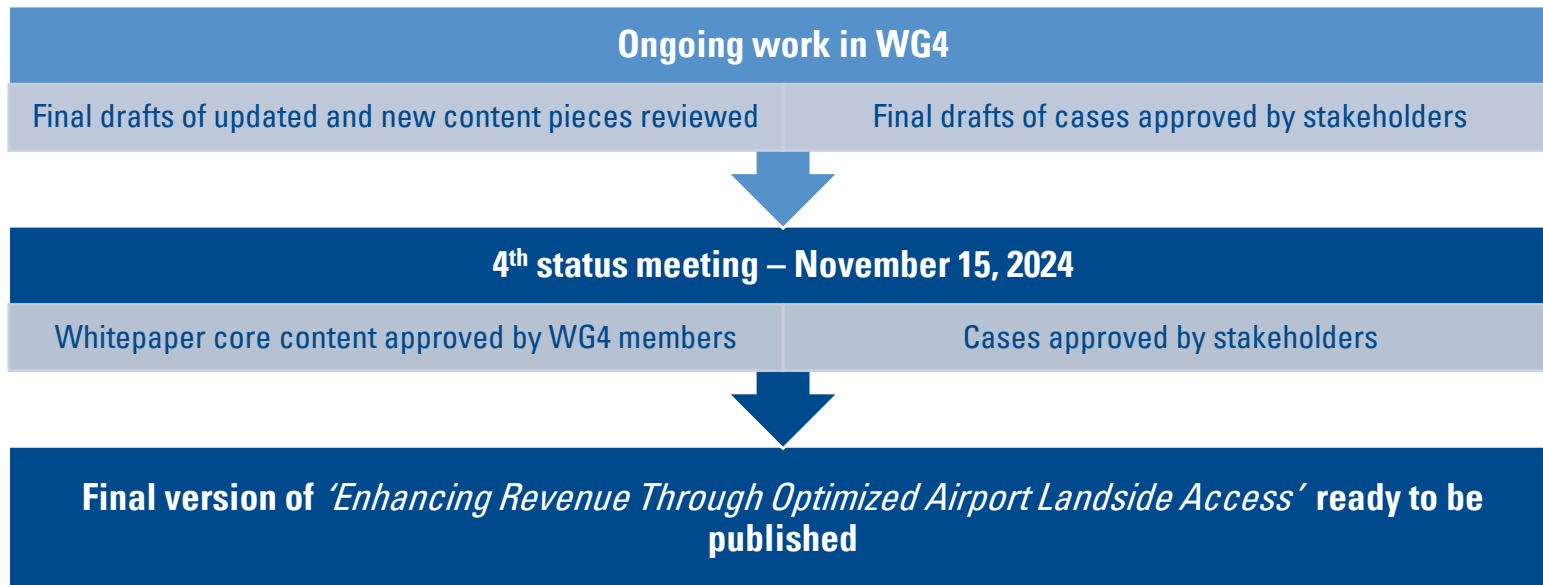 Ongoing work in WG4
Final drafts of updated and new content pieces reviewed
Final drafts of cases approved by stakeholders
4th status meeting – November 15, 2024
Whitepaper core content approved by WG4 members
Cases approved by stakeholders
Final version of ‘Enhancing Revenue Through Optimized Airport Landside Access’ ready to be
published